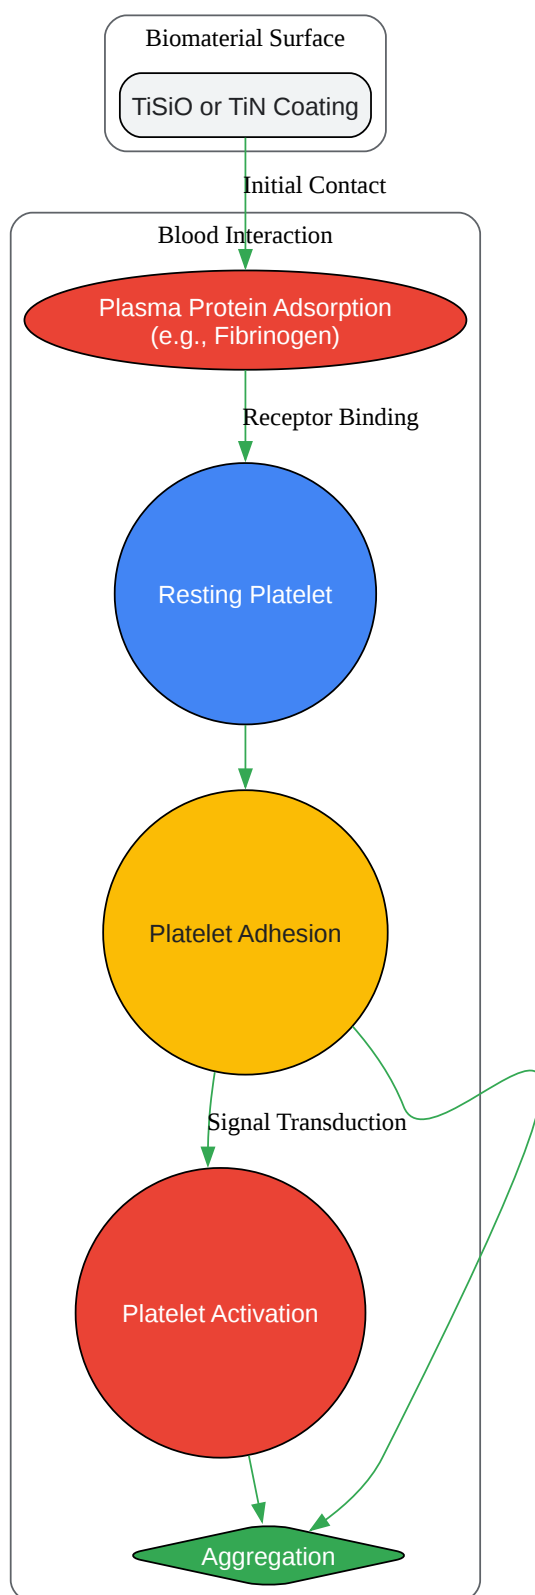 Biomaterial Surface
TiSiO or TiN Coating
Initial Contact
Blood Interaction
Plasma Protein Adsorption
(e.g., Fibrinogen)
Receptor Binding
Resting Platelet
Platelet Adhesion
Signal Transduction
Platelet Activation
Aggregation